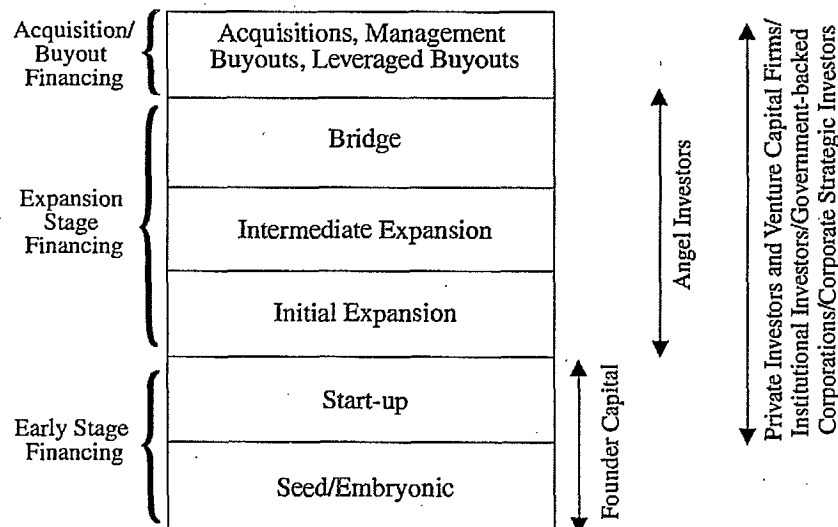 Acquisition/
Buyout
Financing
Acquisitions, Management
Buyouts, Leveraged Buyouts
Expansion
Stage
Financing
Bridge
Intermediate Expansion
Initial Expansion
Early Stage
Financing
Start-up
Seed/Embryonic
Founder Capital
Angel Investors
Private Investors and Venture Capital Firms/
Institutional Investors/Government-backed
Corporations/Corporate Strategic Investors